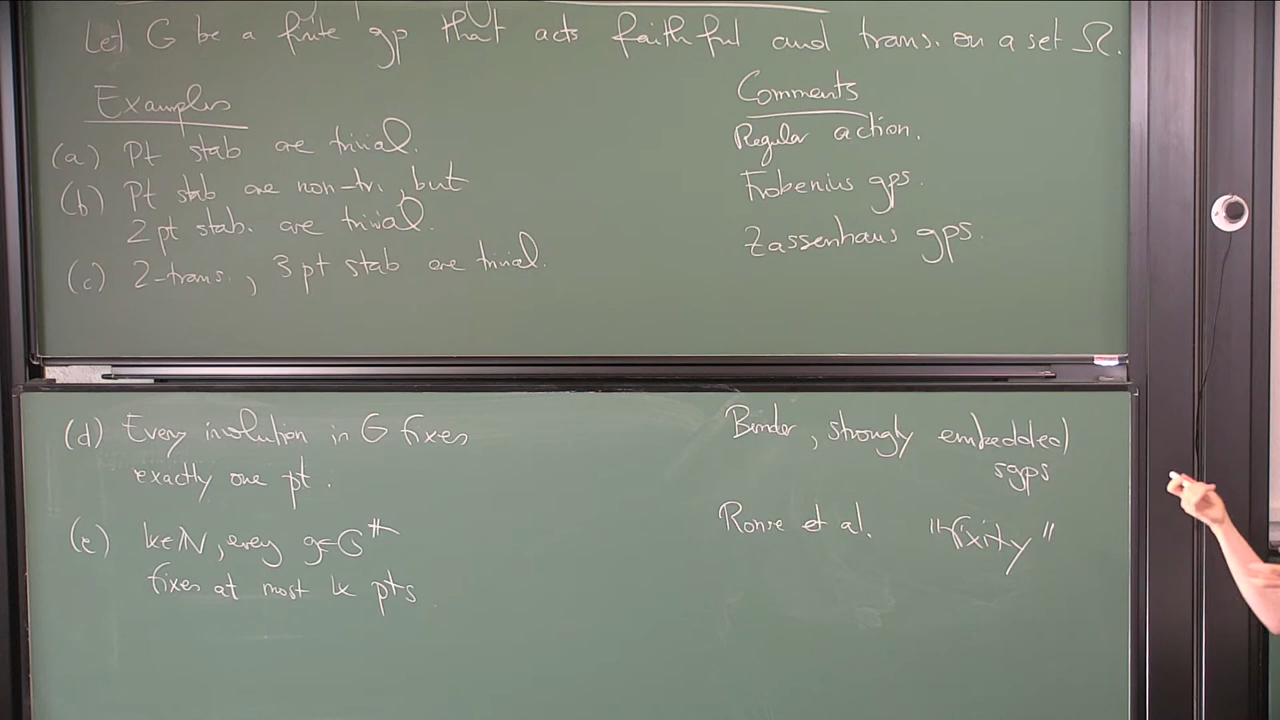 Let G be a finite gp that acts faithful and trans. on a set Ω.
Examples
Comments
(a) Pt stab are trivial.
Regular action.
(b) Pt stab are non-tri, but
2 pt stab. are trivial.
Frobenius gps.
(c) 2-trans., 3 pt stab are trivial.
Zassenhaus gps.
(d) Every involution in G fixes
exactly one pt.
Bender, strongly embedded
sgps
(e) k∈N, every g∈G#
fixes at most k pts
Ronse et al. "fixity"